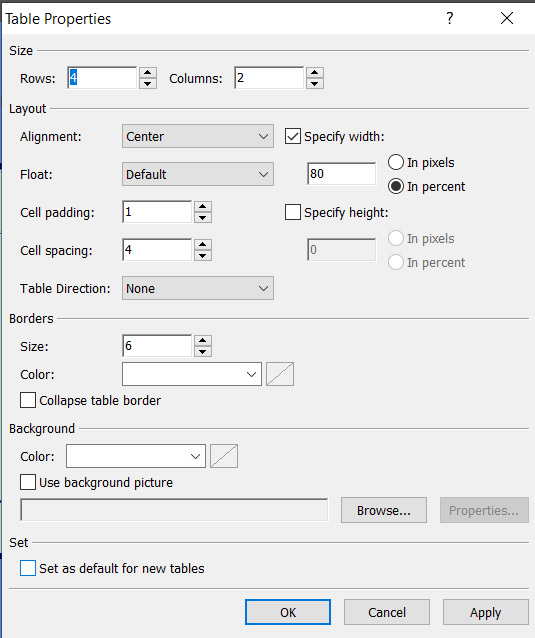 Table Properties ?
Size
Rows: 4 Columns: 2
Layout
Alignment: Center Specify width:
Float: Default 80 In pixels
In percent
Cell padding: 1 Specify height:
Cell spacing: 4 0 In pixels
In percent
Table Direction: None
Borders
Size: 6
Color:
Collapse table border
Background
Color:
Use background picture
Browse... Properties...
Set
Set as default for new tables
OK Cancel Apply